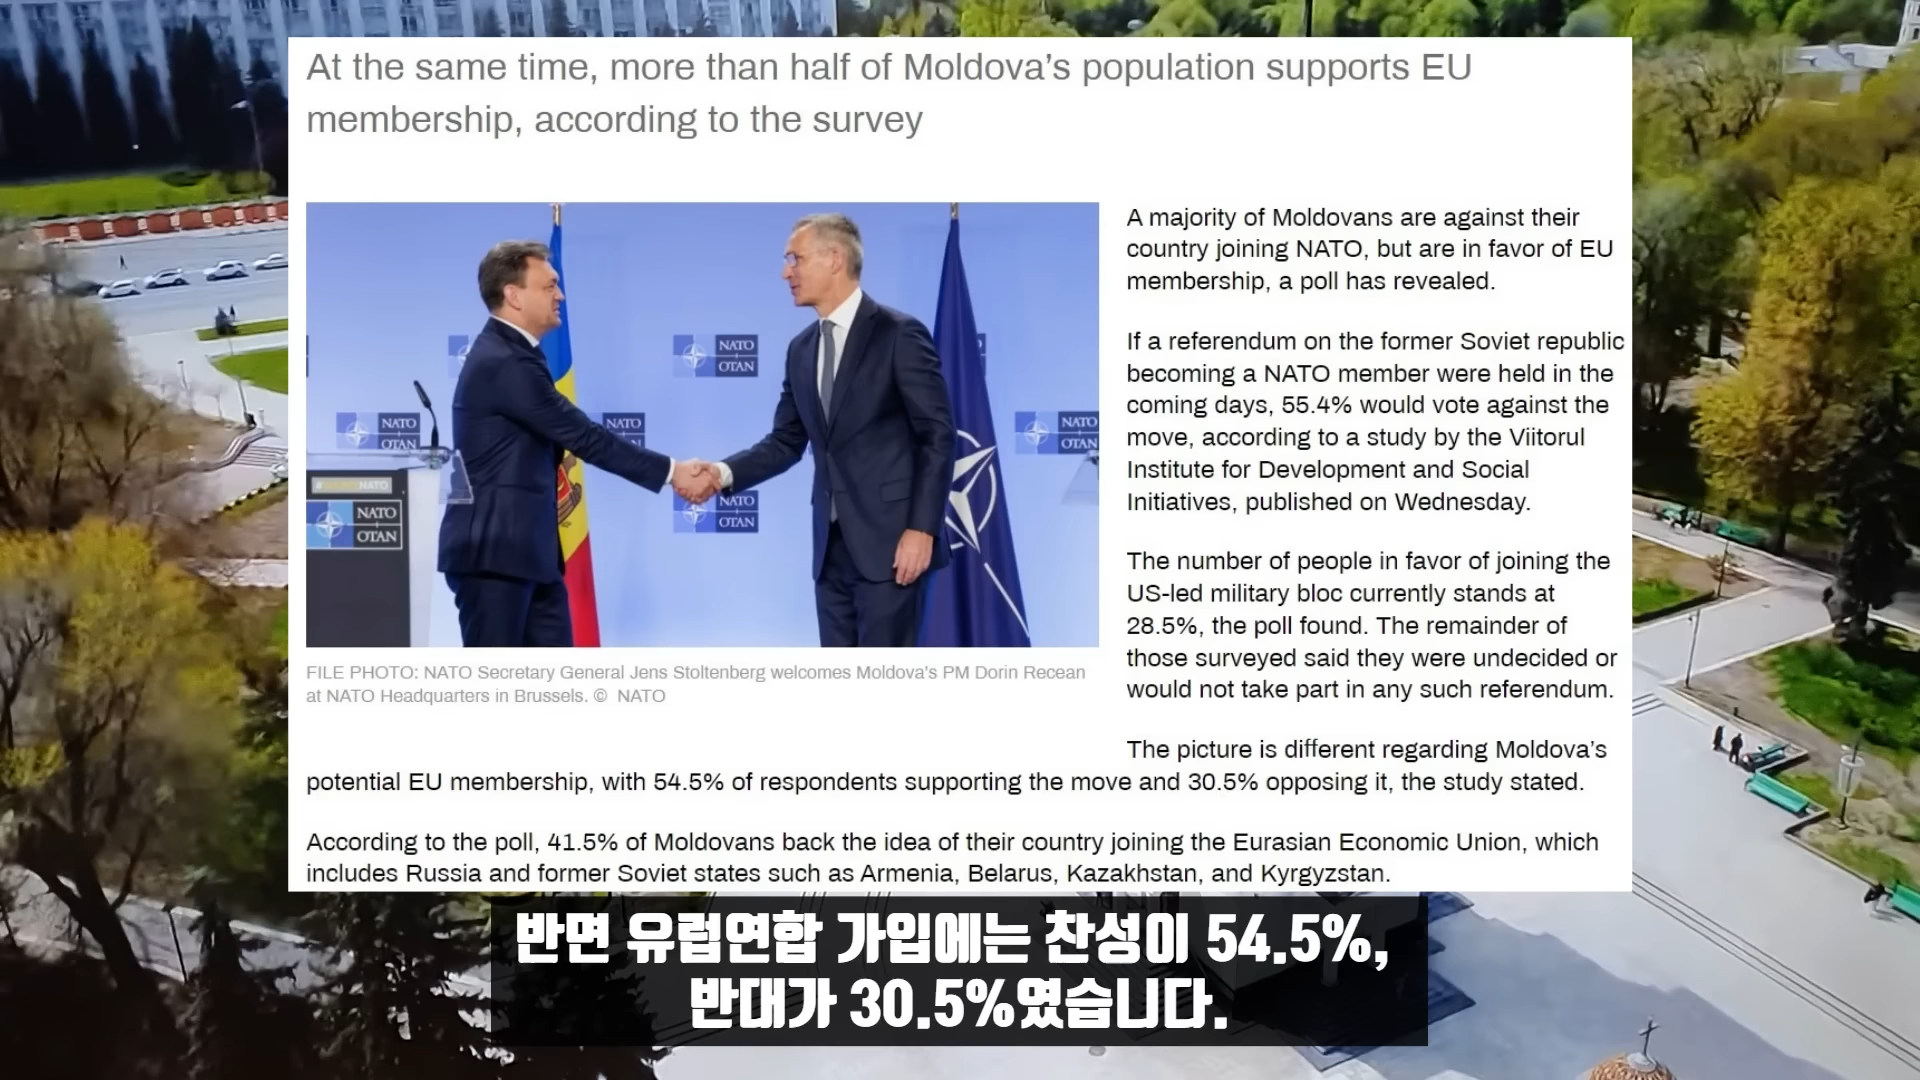 At the same time, more than half of Moldova’s population supports EU
membership, according to the survey
NATO
OTAN
NATO
OTAN
NATO
NATO
OTAN
NATO
NATO
OTAN
NATO
OTAN
FILE PHOTO: NATO Secretary General Jens Stoltenberg welcomes Moldova's PM Dorin Recean
at NATO Headquarters in Brussels. © NATO
A majority of Moldovans are against their
country joining NATO, but are in favor of EU
membership, a poll has revealed.
If a referendum on the former Soviet republic
becoming a NATO member were held in the
coming days, 55.4% would vote against the
move, according to a study by the Viitorul
Institute for Development and Social
Initiatives, published on Wednesday.
The number of people in favor of joining the
US-led military bloc currently stands at
28.5%, the poll found. The remainder of
those surveyed said they were undecided or
would not take part in any such referendum.
The picture is different regarding Moldova’s
potential EU membership, with 54.5% of respondents supporting the move and 30.5% opposing it, the study stated.
According to the poll, 41.5% of Moldovans back the idea of their country joining the Eurasian Economic Union, which
includes Russia and former Soviet states such as Armenia, Belarus, Kazakhstan, and Kyrgyzstan.
반면 유럽연합 가입에는 찬성이 54.5%,
반대가 30.5%였습니다.